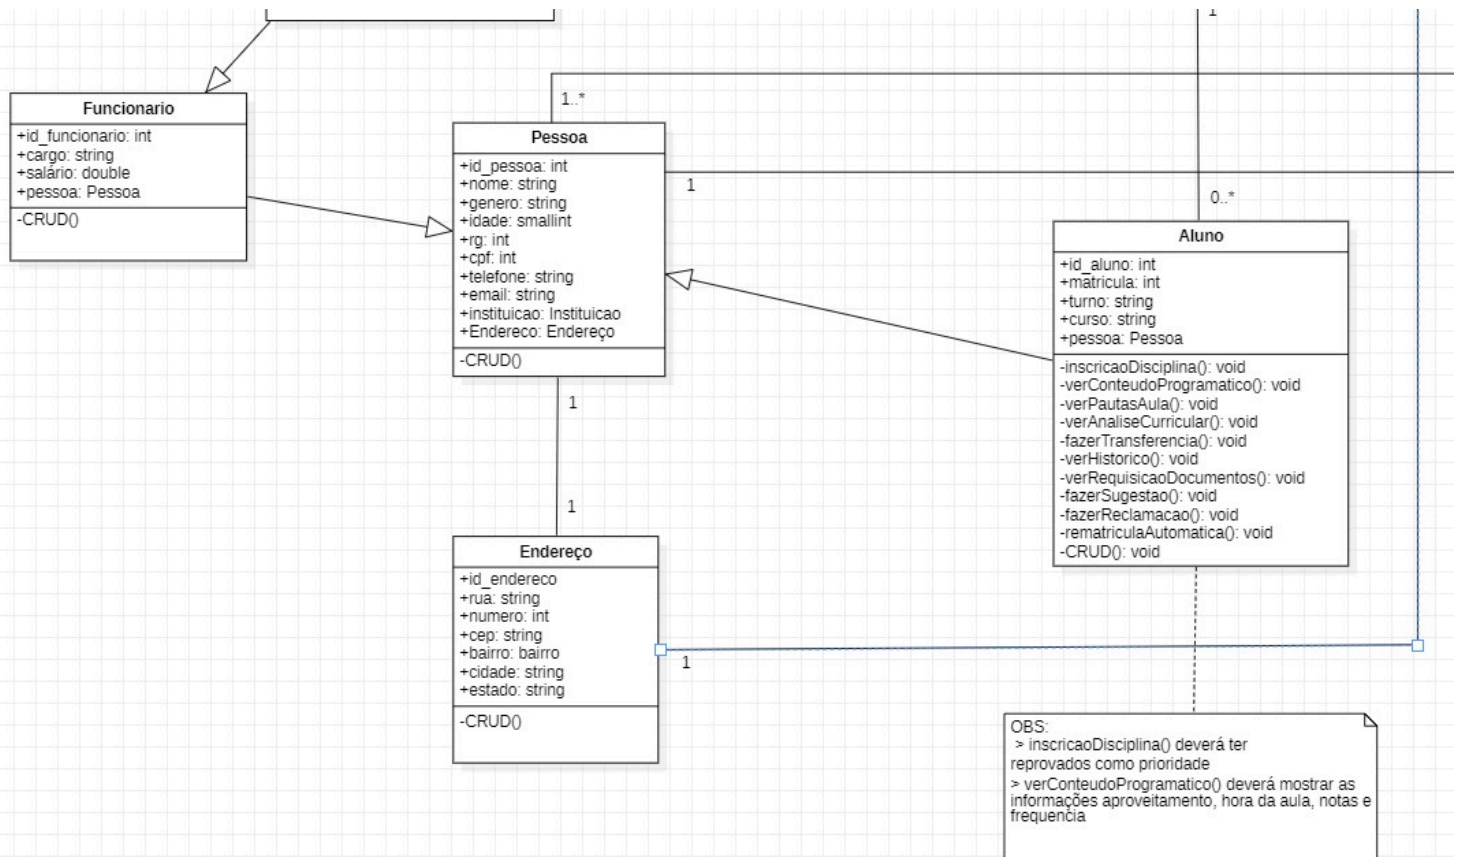 1
Funcionario
+id_funcionario: int
+cargo: string
+salário: double
+pessoa: Pessoa
-CRUD()
1..*
Pessoa
+id_pessoa: int
+nome: string
+genero: string
+idade: smallint
+rg: int
+cpf: int
+telefone: string
+email: string
+instituicao: Instituicao
+Endereco: Endereço
-CRUD()
1
1
1
0..*
Aluno
+id_aluno: int
+matricula: int
+turno: string
+curso: string
+pessoa: Pessoa
-inscricaoDisciplina(): void
-verConteudoProgramatico(): void
-verPautasAula(): void
-verAnaliseCurricular(): void
-fazerTransferencia(): void
-verHistorico(): void
-verRequisicaoDocumentos(): void
-fazerSugestao(): void
-fazerReclamacao(): void
-rematriculaAutomatica(): void
-CRUD(): void
Endereço
+id_endereco
+rua: string
+numero: int
+cep: string
+bairro: bairro
+cidade: string
+estado: string
-CRUD()
1
OBS:
> inscricaoDisciplina() deverá ter
reprovados como prioridade
> verConteudoProgramatico() deverá mostrar as
informações aproveitamento, hora da aula, notas e
frequencia